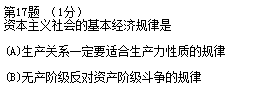 第17题 （1分）
资本主义社会的基本经济规律是
(A)生产关系一定要适合生产力性质的规律
(B)无产阶级反对资产阶级斗争的规律